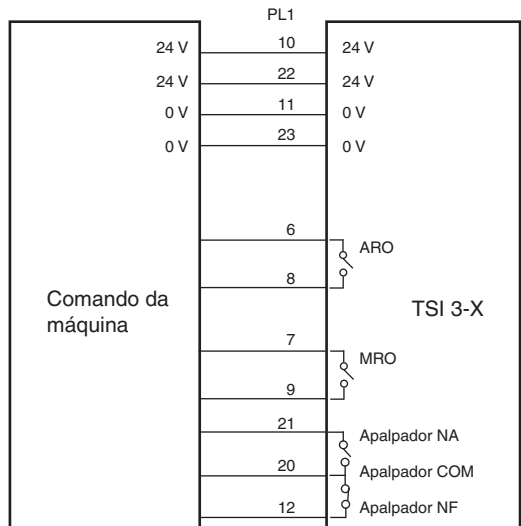 PL1
24 V 10 24 V
24 V 22 24 V
0 V 11 0 V
0 V 23 0 V
6
ARO
8
Comando da
máquina
TSI 3-X
7
MRO
9
21
Apalpador NA
20
Apalpador COM
12
Apalpador NF